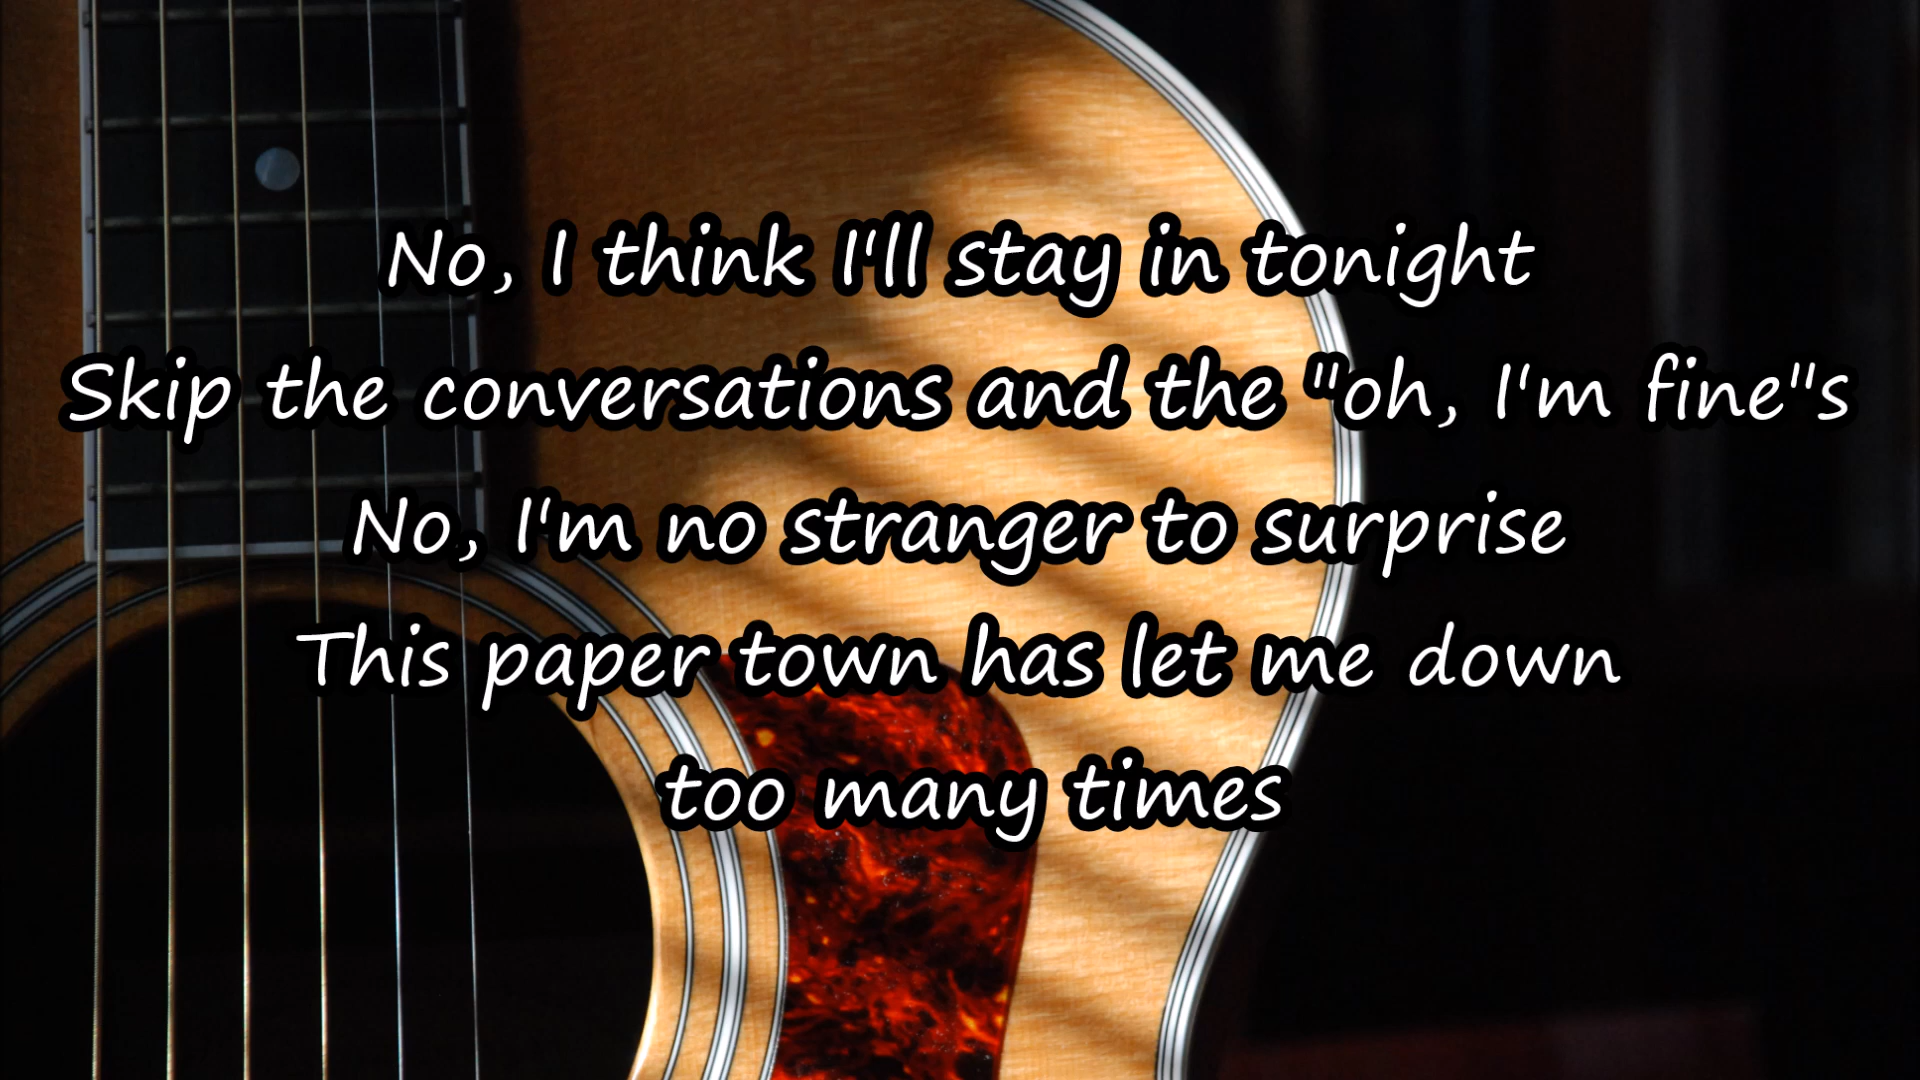 No, I think I'll stay in tonight
Skip the conversations and the "oh, I'm fine"s
No, I'm no stranger to surprise
This paper town has let me down
too many times